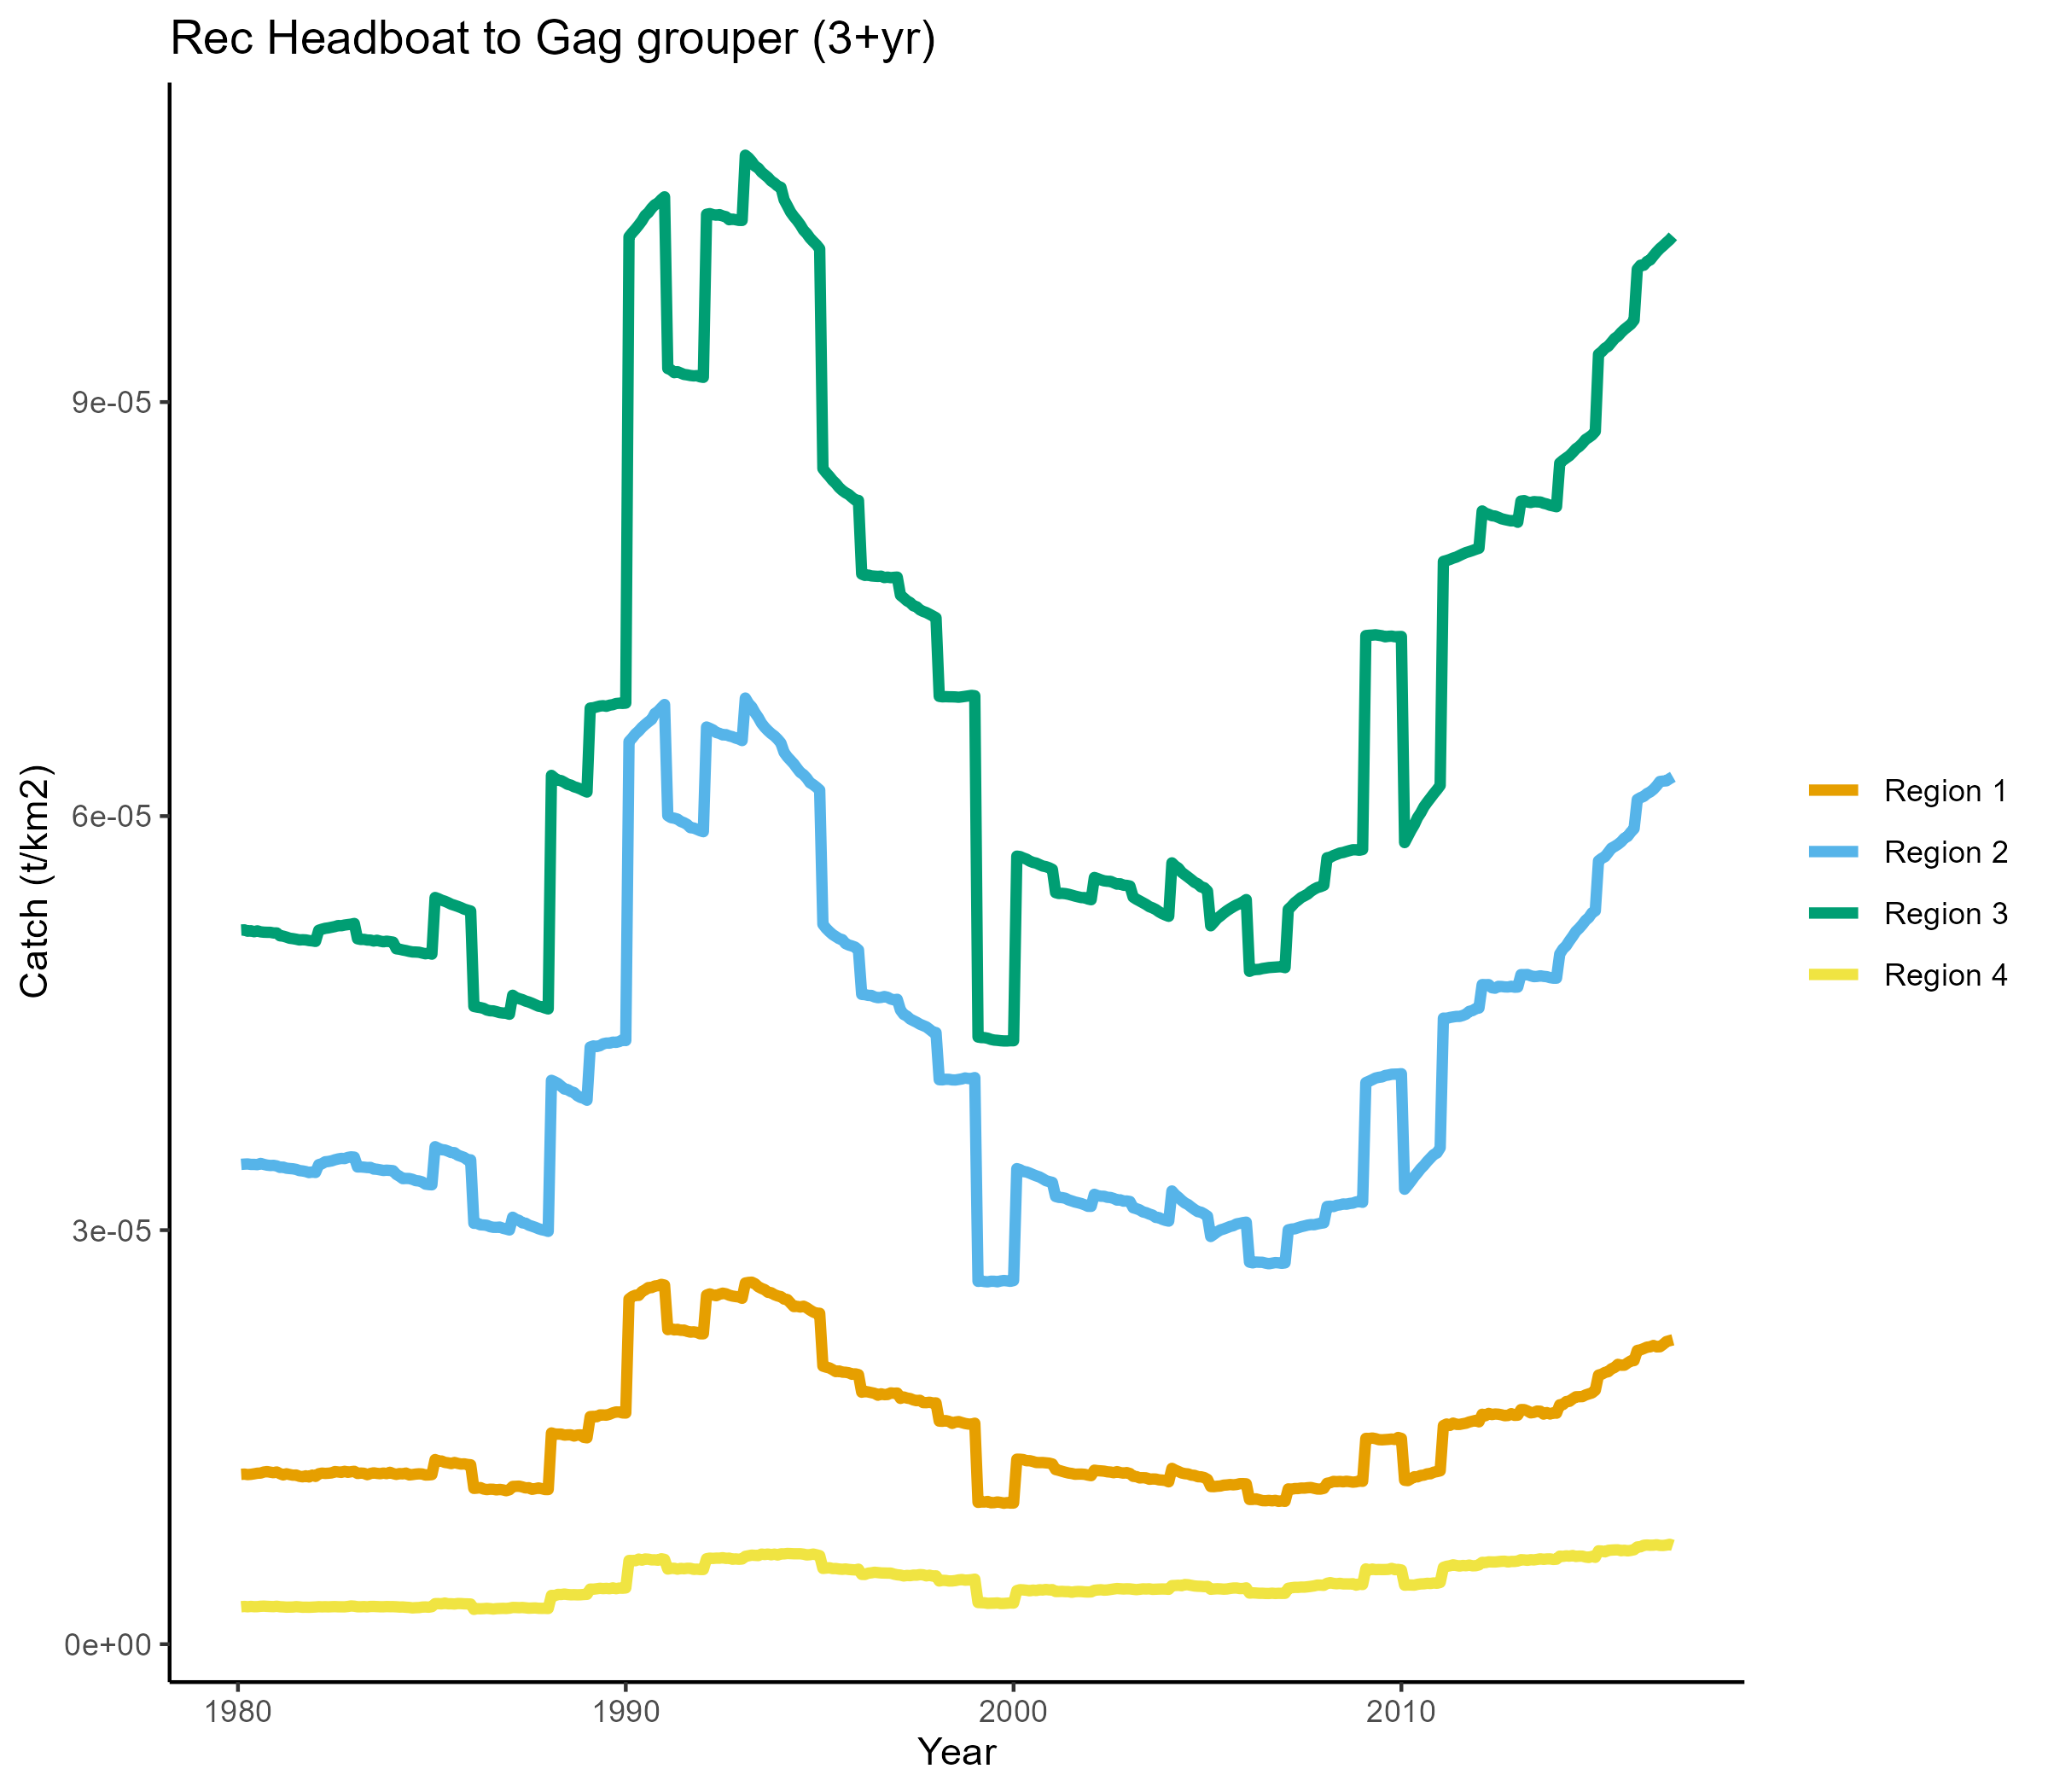 Rec Headboat to Gag grouper (3+yr)
Catch (t/km2)
9e-05
6e-05
3e-05
0e+00
1980
1990
2000
2010
Year
Region 1
Region 2
Region 3
Region 4